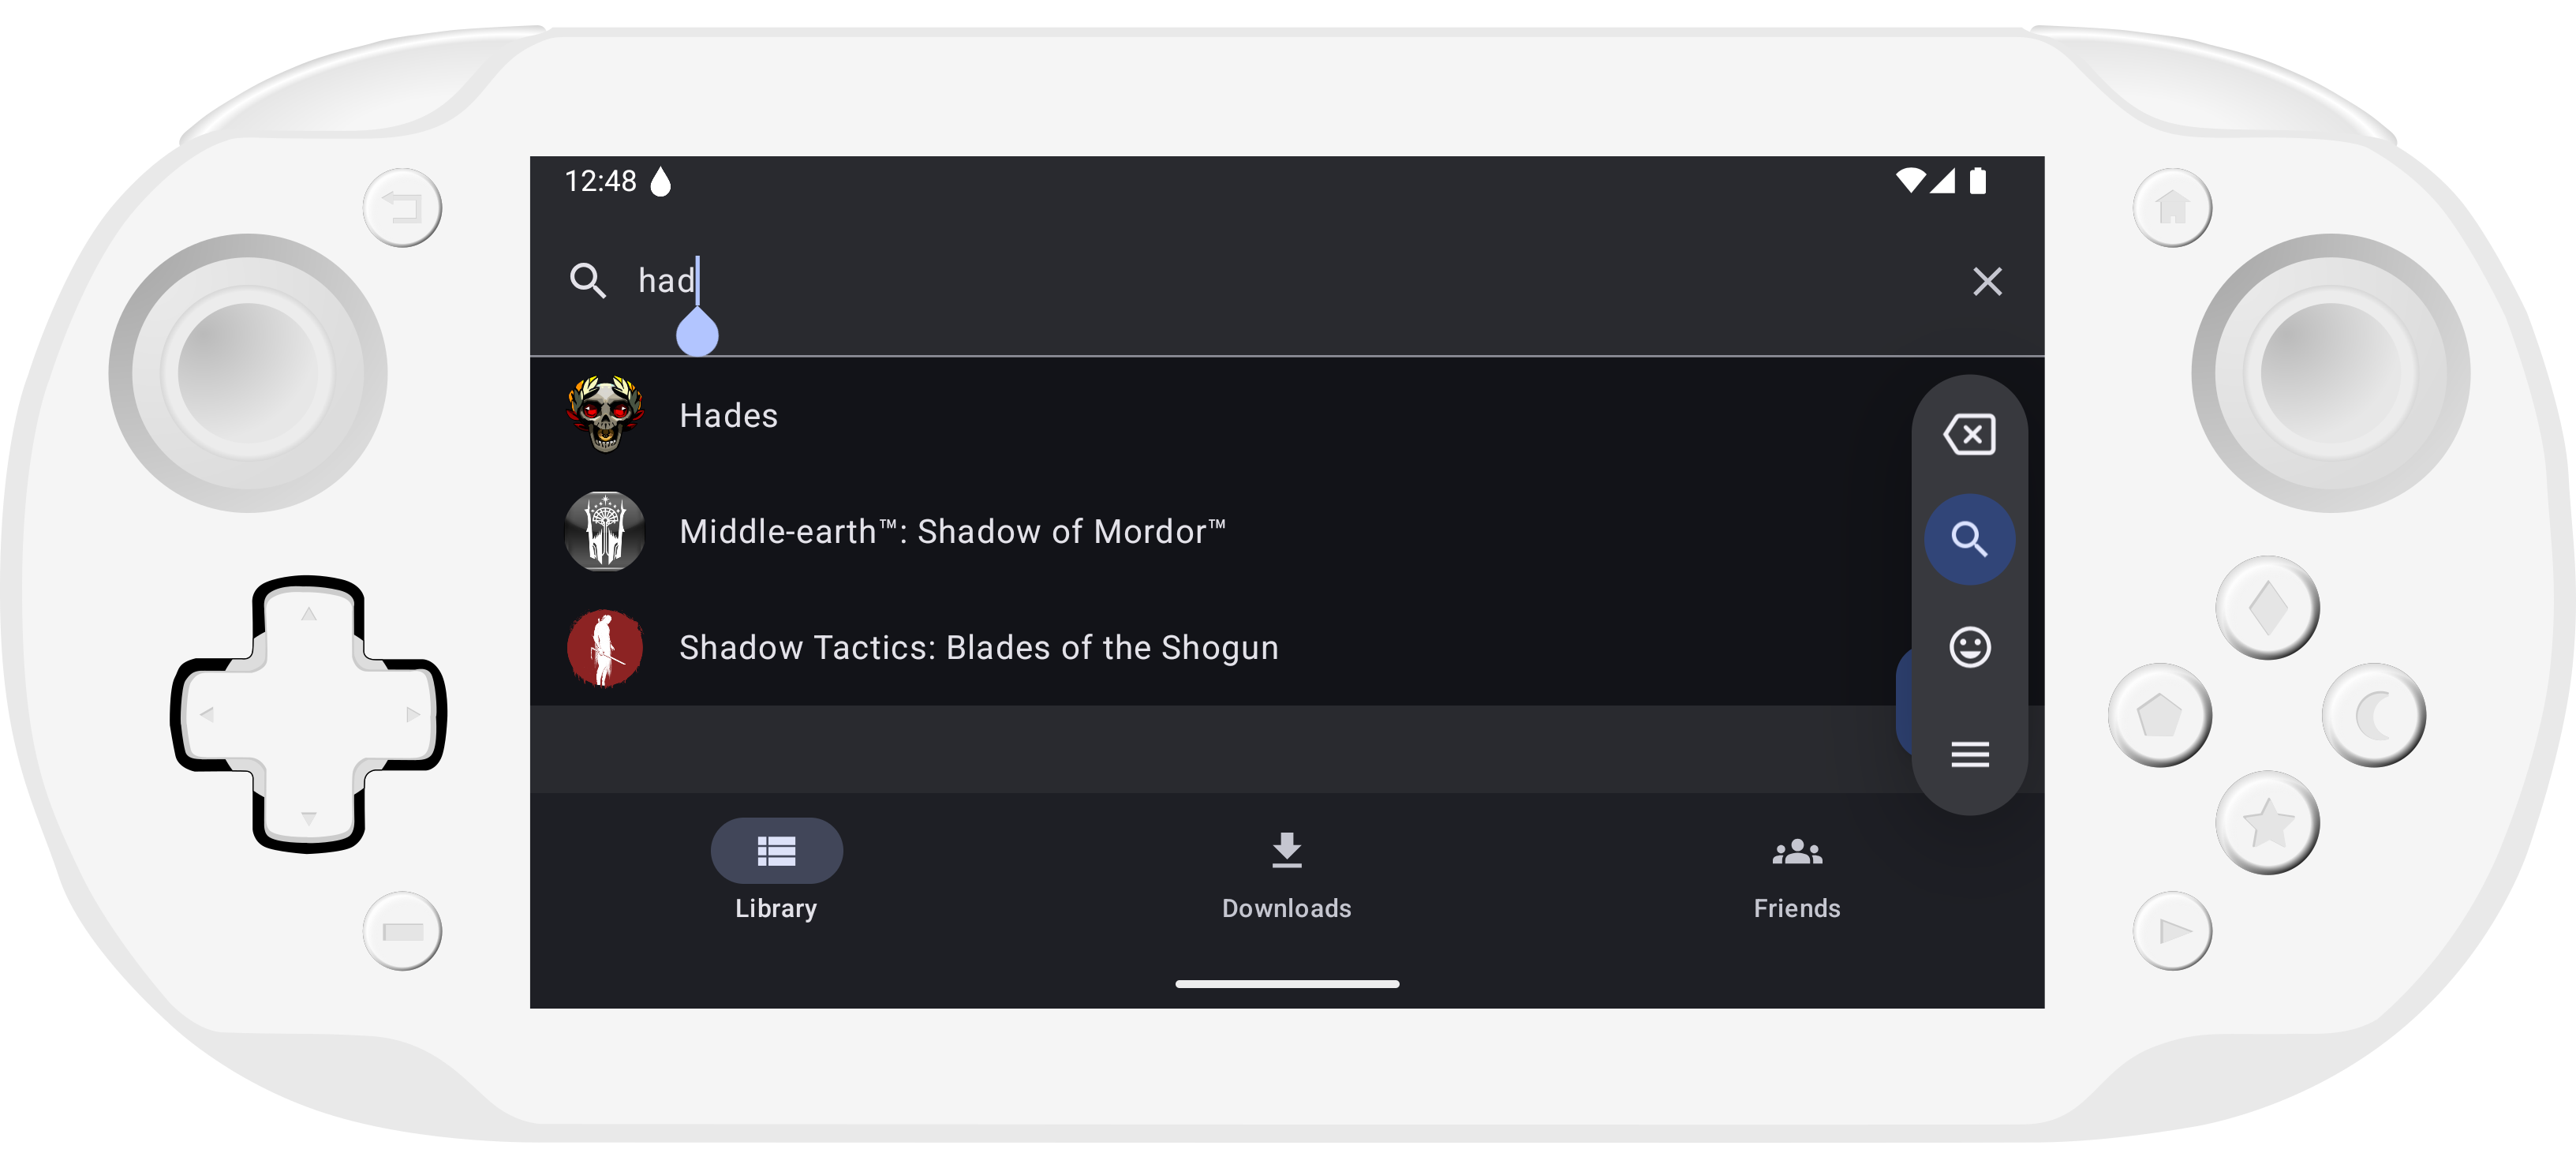 12:48
had
Hades
Middle-earth™: Shadow of Mordor™
Shadow Tactics: Blades of the Shogun
Library
Downloads
Friends